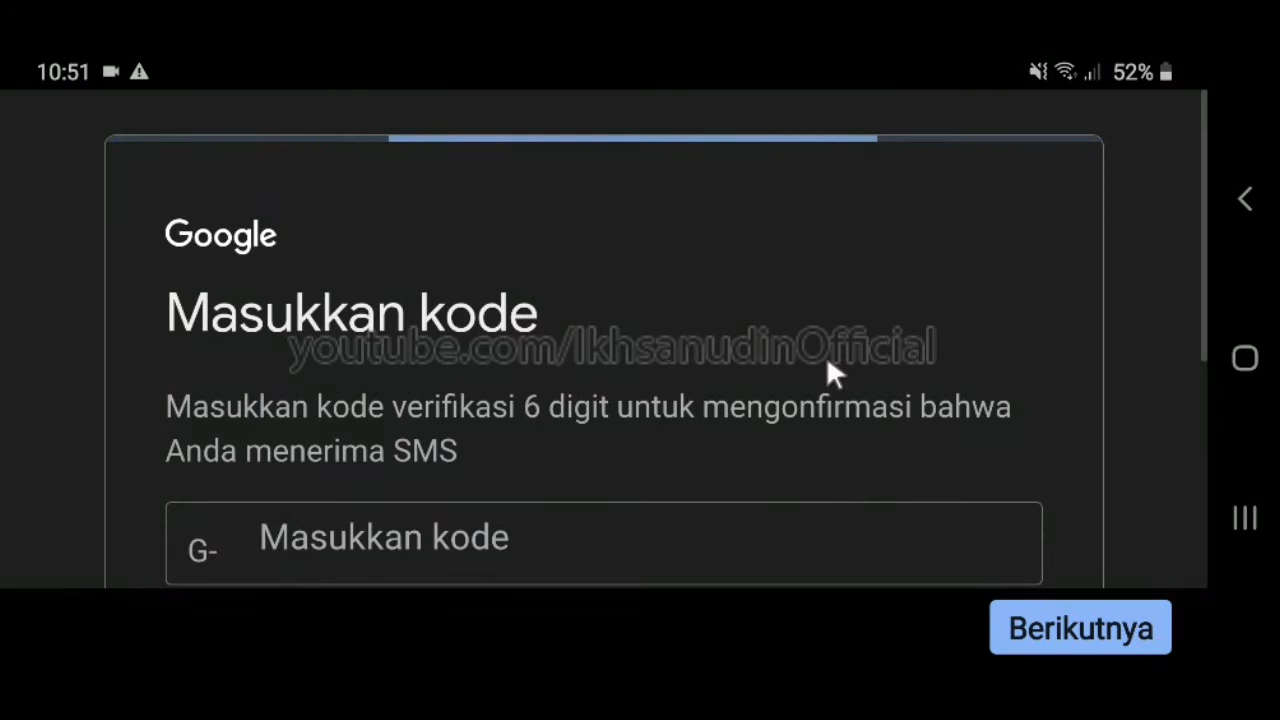 10:51 52%
Google
Masukkan kode
youtube.com/IkhsanudinOfficial
Masukkan kode verifikasi 6 digit untuk mengonfirmasi bahwa
Anda menerima SMS
G- Masukkan kode
Berikutnya